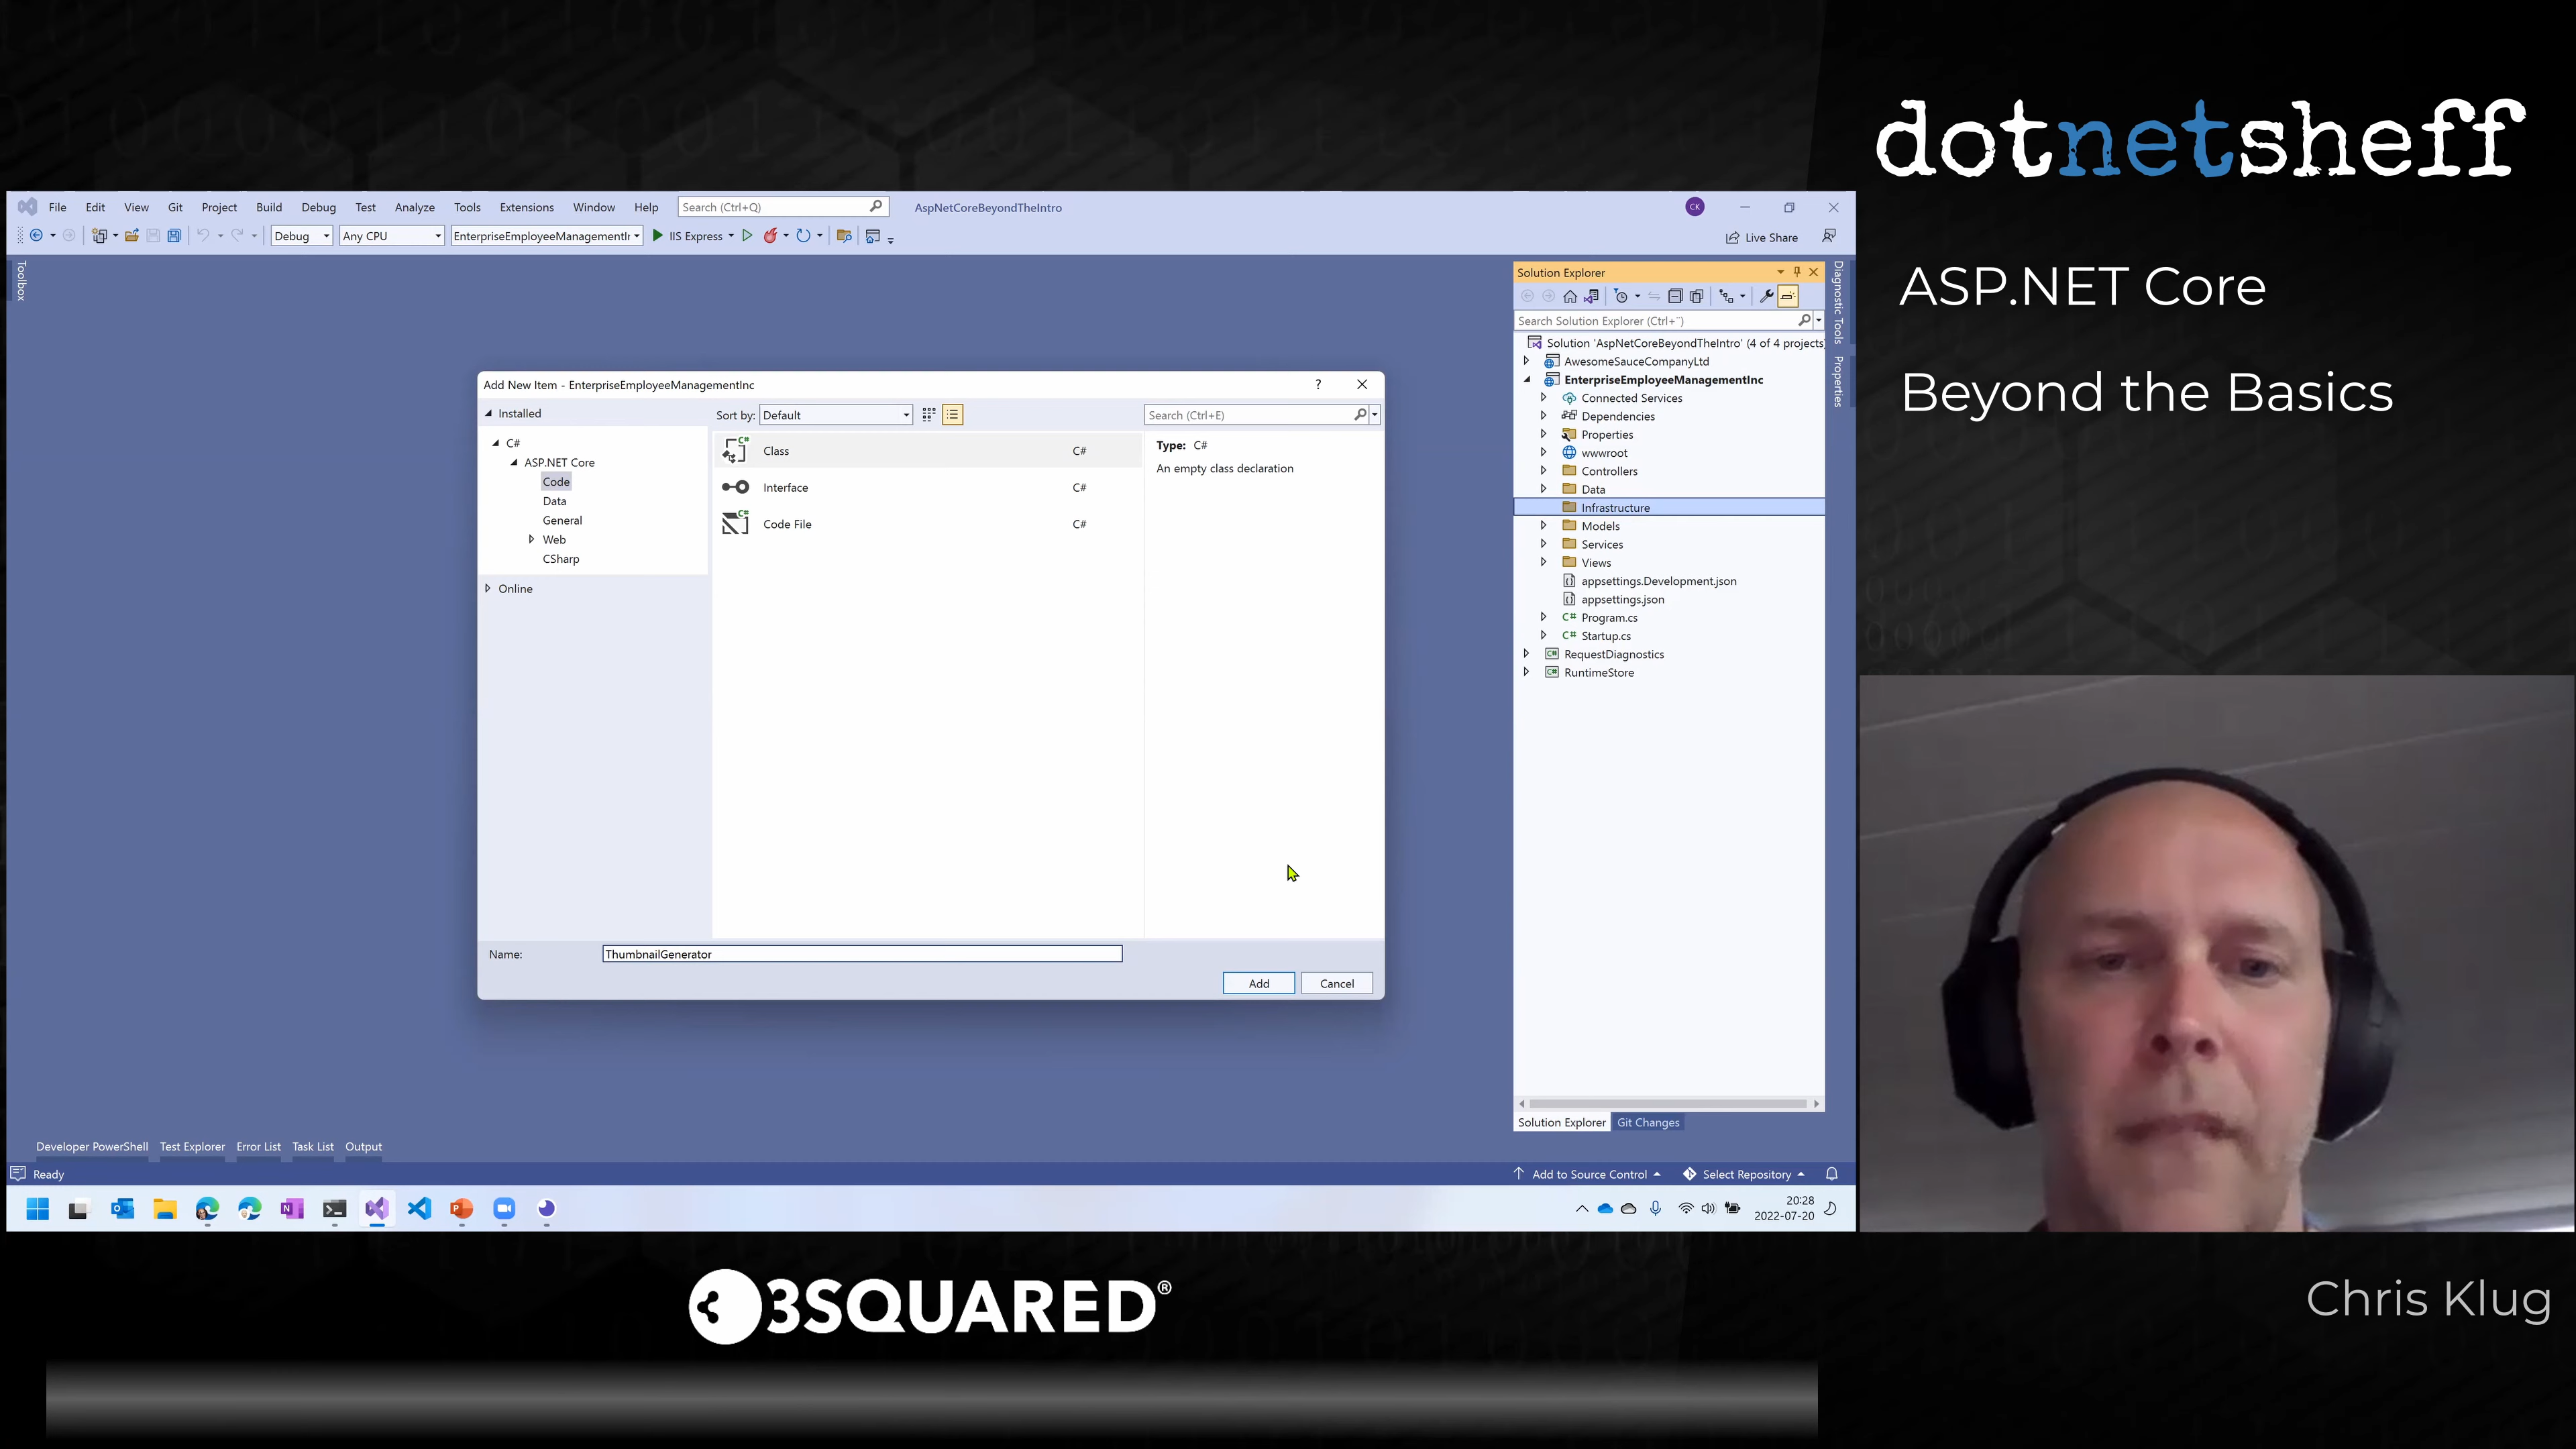 dotnetsheff
ASP.NET Core
Beyond the Basics
File Edit View Git Project Build Debug Test Analyze Tools Extensions Window Help Search (Ctrl+Q) AspNetCoreBeyondTheIntro CK
Debug Any CPU EnterpriseEmployeeManagementIr IIS Express Live Share
Toolbox
Solution Explorer
Search Solution Explorer (Ctrl+¨)
Solution 'AspNetCoreBeyondTheIntro' (4 of 4 projects)
AwesomeSauceCompanyLtd
EnterpriseEmployeeManagementInc
Connected Services
Dependencies
Properties
wwwroot
Controllers
Data
Infrastructure
Models
Services
Views
appsettings.Development.json
appsettings.json
C# Program.cs
C# Startup.cs
C# RequestDiagnostics
C# RuntimeStore
Solution Explorer Git Changes
Diagnostic Tools
Properties
Add New Item - EnterpriseEmployeeManagementInc ?
Installed
Sort by: Default
Search (Ctrl+E)
C#
ASP.NET Core
Code
Data
General
Web
CSharp
Online
Class C#
Interface C#
Code File C#
Type: C#
An empty class declaration
Name: ThumbnailGenerator
Add Cancel
Developer PowerShell Test Explorer Error List Task List Output
Ready Add to Source Control Select Repository
20:28
2022-07-20
3SQUARED®
Chris Klug